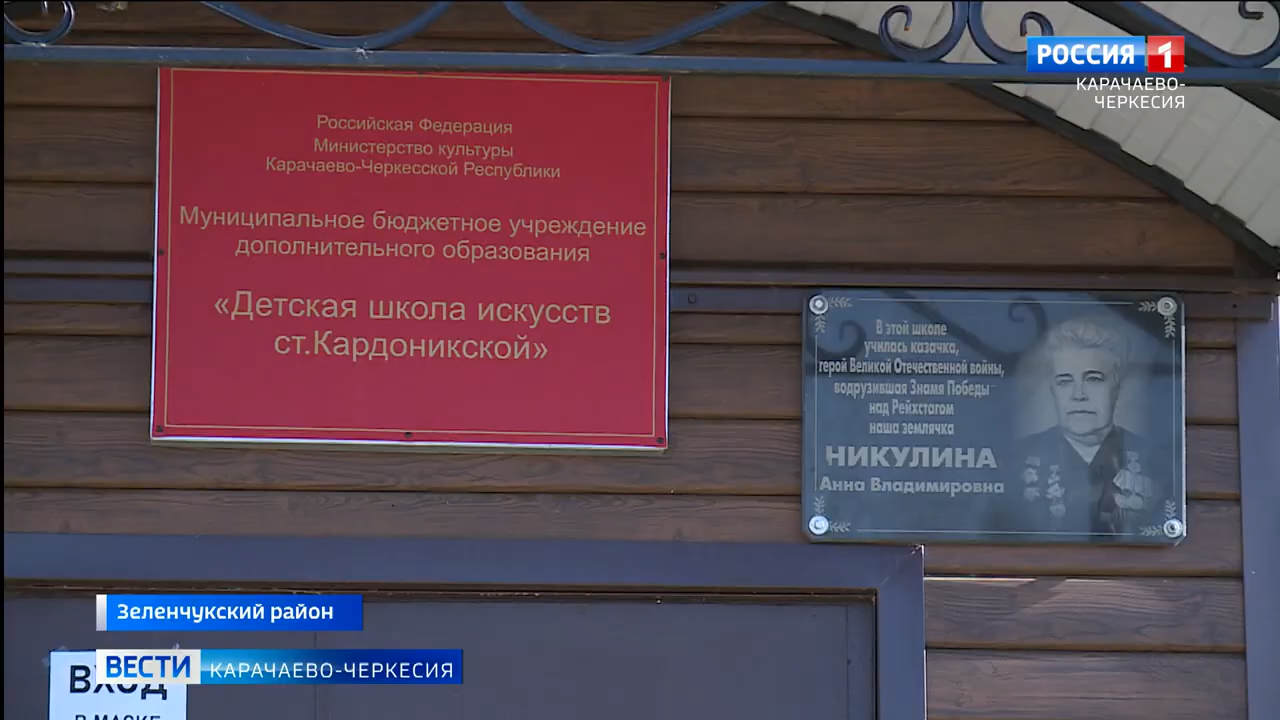 РОССИЯ 1
КАРАЧАЕВО-
ЧЕРКЕСИЯ
Российская Федерация
Министерство культуры
Карачаево-Черкесской Республики
Муниципальное бюджетное учреждение
дополнительного образования
«Детская школа искусств
ст.Кардоникской»
В этой школе
училась казачка,
герой Великой Отечественной войны,
водрузившая Знамя Победы
над Рейхстагом
наша землячка
НИКУЛИНА
Анна Владимировна
Зеленчукский район
ВЕСТИ КАРАЧАЕВО-ЧЕРКЕСИЯ
ВХОД
В МАСКЕ